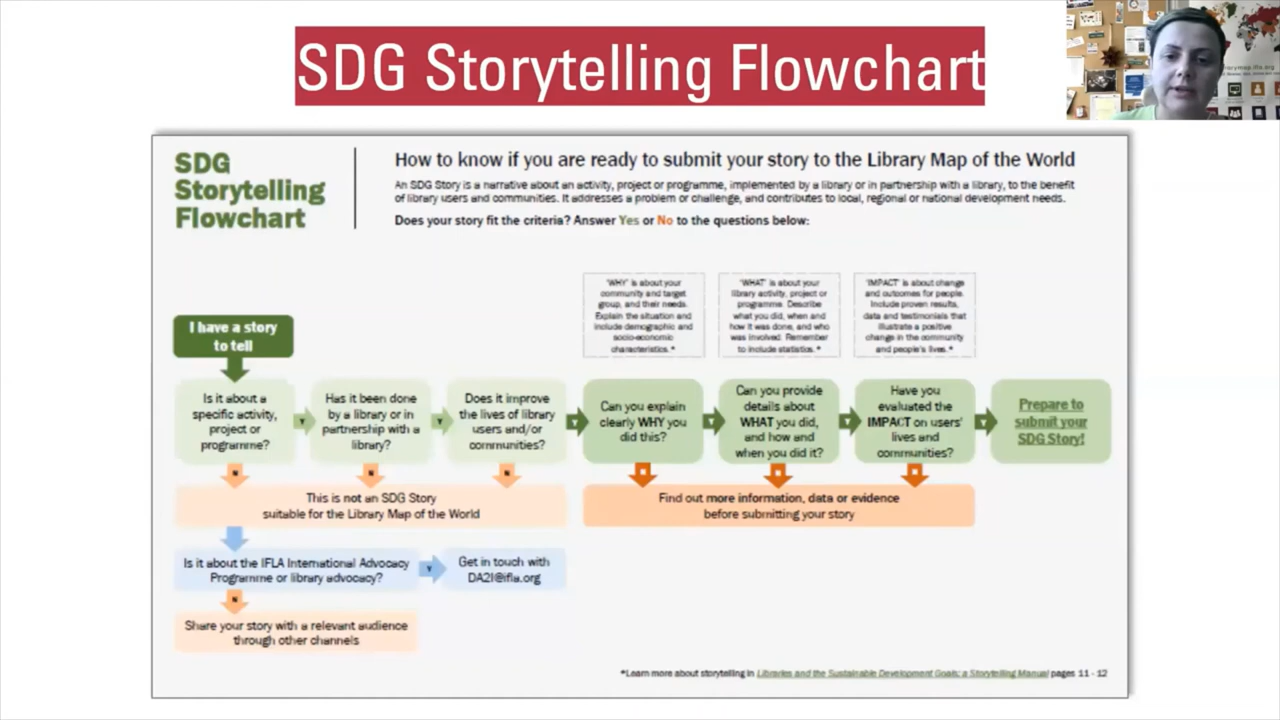 SDG Storytelling Flowchart
SDG
Storytelling
Flowchart
How to know if you are ready to submit your story to the Library Map of the World
An SDG Story is a narrative about an activity, project or programme, implemented by a library or in partnership with a library, to the benefit
of library users and communities. It addresses a problem or challenge, and contributes to local, regional or national development needs.
Does your story fit the criteria? Answer Yes or No to the questions below:
'WHY' is about your
community and target
group, and their needs.
Explain the situation and
include demographic and
socio-economic
characteristics.*
'WHAT' is about your
library activity, project or
programme. Describe
what you did, when and
how it was done, and who
was involved. Remember
to include statistics.*
'IMPACT' is about change
and outcomes for people.
Include proven results,
data and testimonials that
illustrate a positive
change in the community
and people's lives.*
I have a story
to tell
Is it about a
specific activity,
project or
programme?
Y
Has it been done
by a library or in
partnership with a
library?
Y
Does it improve
the lives of library
users and/or
communities?
Y
Can you explain
clearly WHY you
did this?
Y
Can you provide
details about
WHAT you did,
and how and
when you did it?
Y
Have you
evaluated the
IMPACT on users'
lives and
communities?
Y
Prepare to
submit your
SDG Story!
N
N
N
N
N
N
This is not an SDG Story
suitable for the Library Map of the World
Find out more information, data or evidence
before submitting your story
Is it about the IFLA International Advocacy
Programme or library advocacy?
Y
Get in touch with
DA2I@ifla.org
N
Share your story with a relevant audience
through other channels
*Learn more about storytelling in Libraries and the Sustainable Development Goals: a Storytelling Manual pages 11 - 12